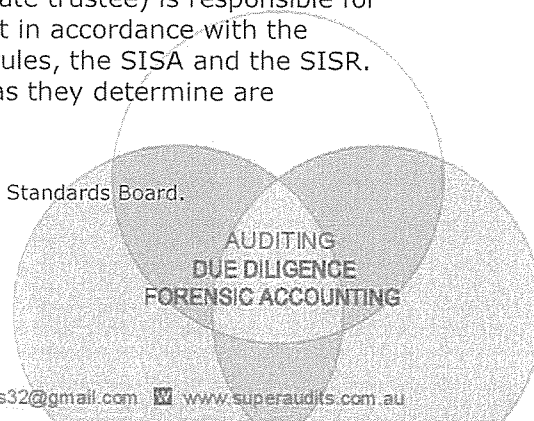 ate trustee) is responsible for
t in accordance with the
ules, the SISA and the SISR.
as they determine are
Standards Board.
AUDITING
DUE DILIGENCE
FORENSIC ACCOUNTING
s32@gmail.com W www.superaudits.com.au